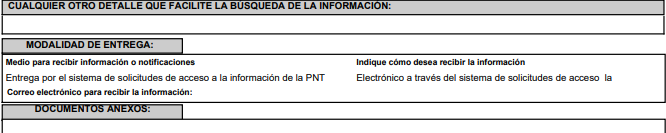 CUALQUIER OTRO DETALLE QUE FACILITE LA BUSQUEDA DE LA INFORMACIÓN:
MODALIDAD DE ENTREGA:
Medio para recibir información o notificaciones
Indique cómo desea recibir la información
Entrega por el sistema de solicitudes de acceso a la información de la PNT
Electrónico a través del sistema de solicitudes de acceso la
Correo electrónico para recibir la información:
DOCUMENTOS ANEXOS: